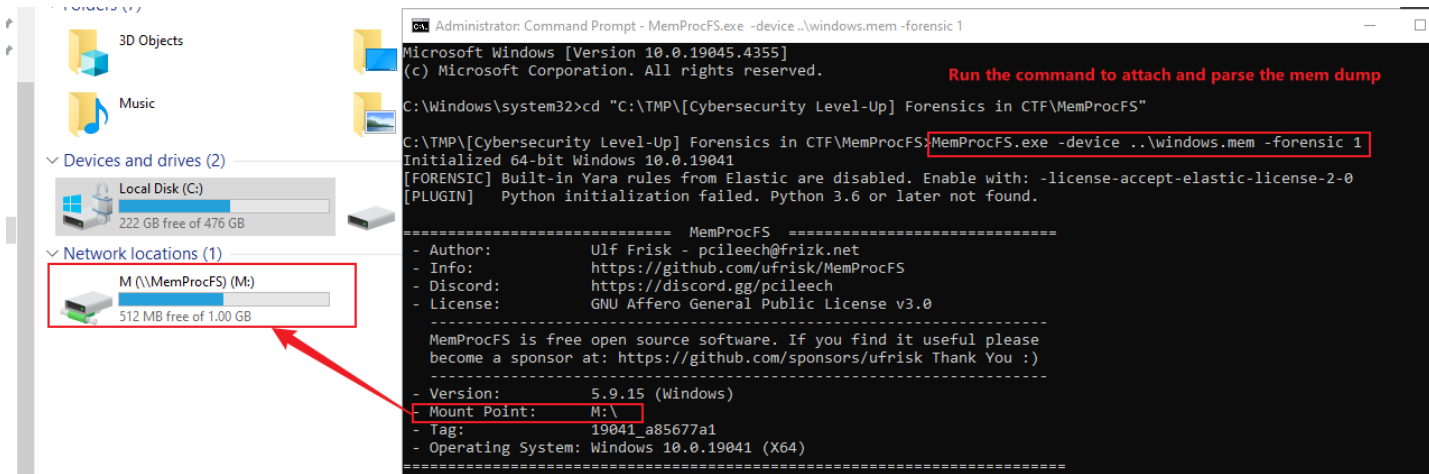 Folders (7)
3D Objects
Music
Devices and drives (2)
Local Disk (C:)
222 GB free of 476 GB
Network locations (1)
M (\\MemProcFS) (M:)
512 MB free of 1.00 GB
Administrator: Command Prompt - MemProcFS.exe -device ..\windows.mem -forensic 1
Microsoft Windows [Version 10.0.19045.4355]
(c) Microsoft Corporation. All rights reserved.
Run the command to attach and parse the mem dump
C:\Windows\system32>cd "C:\TMP\[Cybersecurity Level-Up] Forensics in CTF\MemProcFS"
C:\TMP\[Cybersecurity Level-Up] Forensics in CTF\MemProcFS>MemProcFS.exe -device ..\windows.mem -forensic 1
Initialized 64-bit Windows 10.0.19041
[FORENSIC] Built-in Yara rules from Elastic are disabled. Enable with: -license-accept-elastic-license-2-0
[PLUGIN]   Python initialization failed. Python 3.6 or later not found.
============================== MemProcFS ==============================
- Author:           Ulf Frisk - pcileech@frizk.net
- Info:             https://github.com/ufrisk/MemProcFS
- Discord:          https://discord.gg/pcileech
- License:          GNU Affero General Public License v3.0
---------------------------------------------------------------------
MemProcFS is free open source software. If you find it useful please
become a sponsor at: https://github.com/sponsors/ufrisk Thank You :)
---------------------------------------------------------------------
- Version:          5.9.15 (Windows)
- Mount Point:      M:\
- Tag:              19041_a85677a1
- Operating System: Windows 10.0.19041 (X64)
=======================================================================